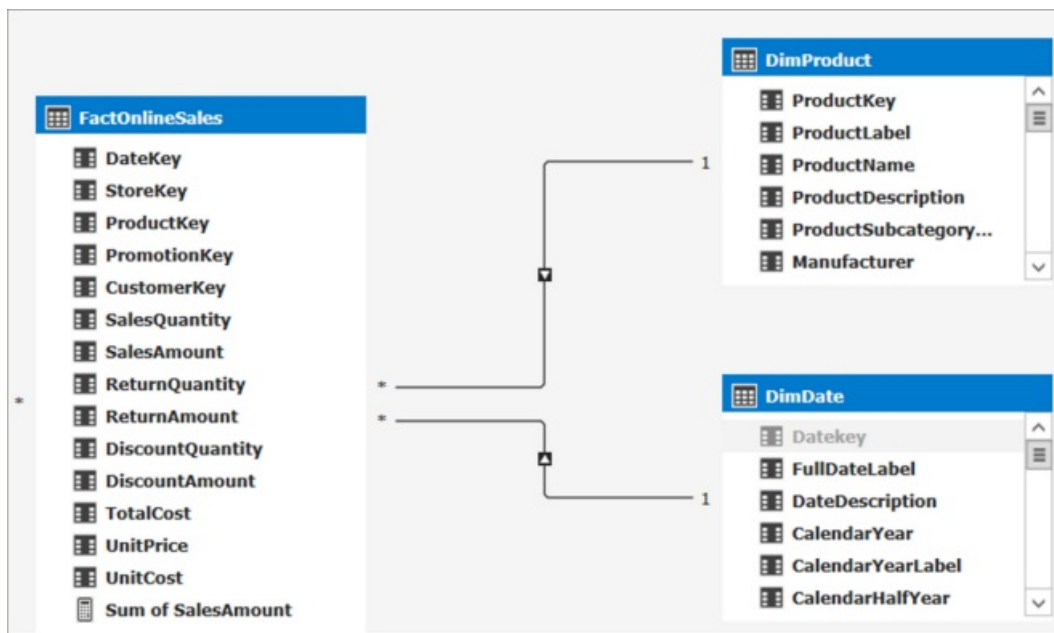 FactOnlineSales
DateKey
StoreKey
ProductKey
PromotionKey
CustomerKey
SalesQuantity
SalesAmount
ReturnQuantity
ReturnAmount
DiscountQuantity
DiscountAmount
TotalCost
UnitPrice
UnitCost
Sum of SalesAmount
*
*
*
1
1
DimProduct
ProductKey
ProductLabel
ProductName
ProductDescription
ProductSubcategory...
Manufacturer
DimDate
Datekey
FullDateLabel
DateDescription
CalendarYear
CalendarYearLabel
CalendarHalfYear